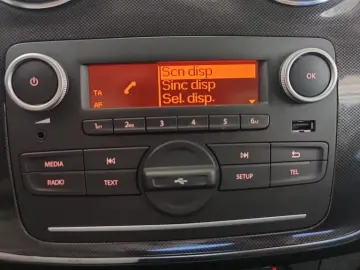 Scn disp
TA
Sinc disp
AF
Sel. disp.
OK
1 2 3 4 5 6
MEDIA
RADIO TEXT SETUP TEL